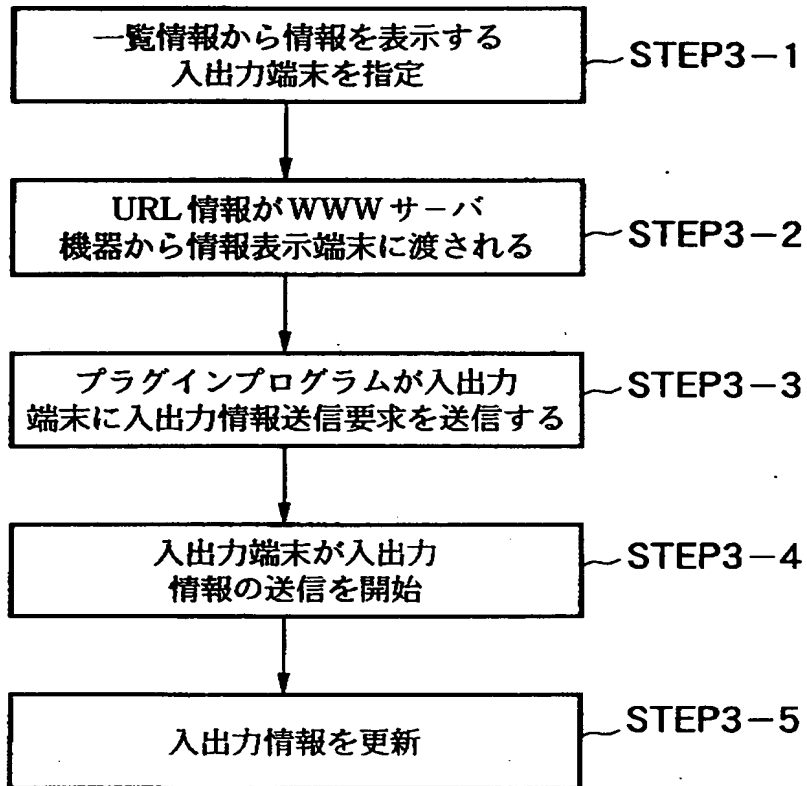 一覧情報から情報を表示する
入出力端末を指定
STEP3-1
URL情報がWWWサーバ
機器から情報表示端末に渡される
STEP3-2
プラグインプログラムが入出力
端末に入出力情報送信要求を送信する
STEP3-3
入出力端末が入出力
情報の送信を開始
STEP3-4
入出力情報を更新
STEP3-5